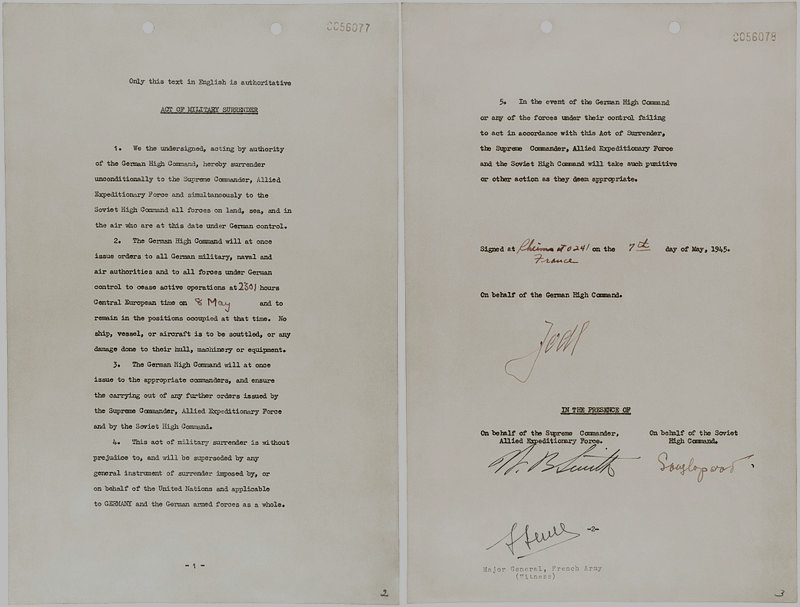 0056077
Only this text in English is authoritative
ACT OF MILITARY SURRENDER
1. We the undersigned, acting by authority
of the German High Command, hereby surrender
unconditionally to the Supreme Commander, Allied
Expeditionary Force and simultaneously to the
Soviet High Command all forces on land, sea, and in
the air who are at this date under German control.
2. The German High Command will at once
issue orders to all German military, naval and
air authorities and to all forces under German
control to cease active operations at 2301 hours
Central European time on 8 May and to
remain in the positions occupied at that time. No
ship, vessel, or aircraft is to be scuttled, or any
damage done to their hull, machinery or equipment.
3. The German High Command will at once
issue to the appropriate commanders, and ensure
the carrying out of any further orders issued by
the Supreme Commander, Allied Expeditionary Force
and by the Soviet High Command.
4. This act of military surrender is without
prejudice to, and will be superseded by any
general instrument of surrender imposed by, or
on behalf of the United Nations and applicable
to GERMANY and the German armed forces as a whole.
-1-
2
0056078
5. In the event of the German High Command
or any of the forces under their control failing
to act in accordance with this Act of Surrender,
the Supreme Commander, Allied Expeditionary Force
and the Soviet High Command will take such punitive
or other action as they deem appropriate.
Signed at Rheims at 0241 on the 7th day of May, 1945.
France
On behalf of the German High Command.
Jodl
IN THE PRESENCE OF
On behalf of the Supreme Commander,
Allied Expeditionary Force.
W. B. Smith
On behalf of the Soviet
High Command.
Sousloparov
-2-
Major General, French Army
(Witness)
3